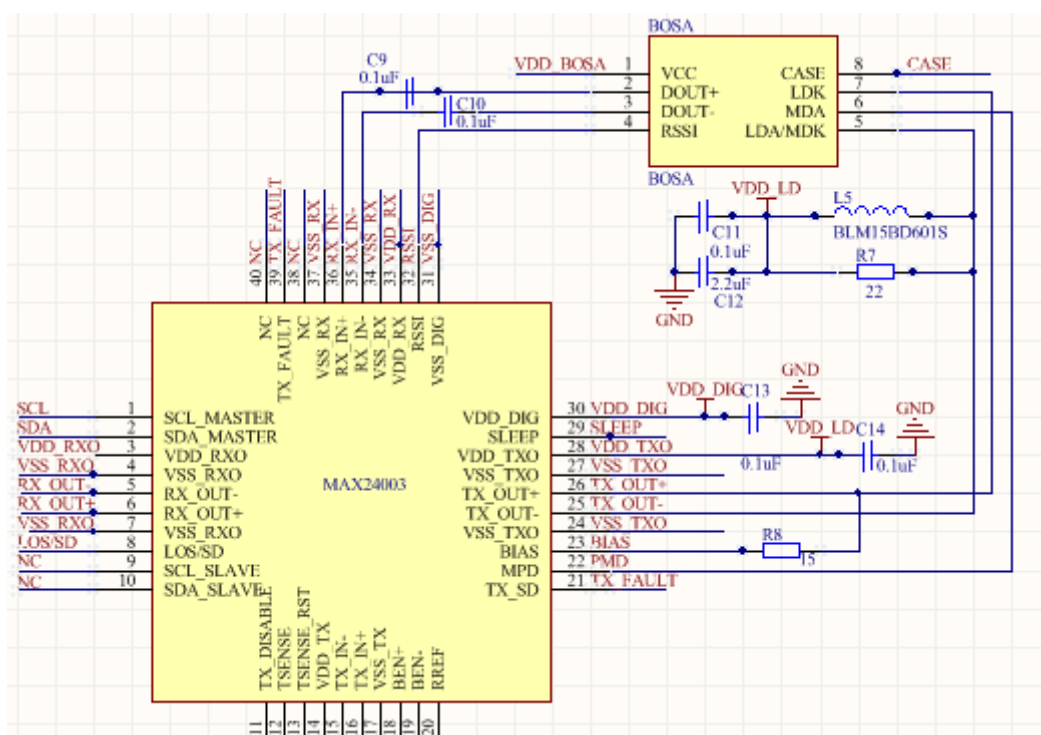 BOSA
VDD_BOSA 1 VCC CASE 8 CASE
2 DOUT+ LDK 7
3 DOUT- MDA 6
4 RSSI LDA/MDK 5
BOSA
C9
0.1uF
C10
0.1uF
VDD_LD
L5
BLM15BD601S
C11
0.1uF
R7
22
2.2uF
C12
GND
40 NC
39 TX_FAULT
38 NC
37 VSS_RX
36 RX_IN+
35 RX_IN-
34 VSS_RX
33 VDD_RX
32 RSSI
31 VSS_DIG
NC
TX_FAULT
NC
VSS_RX
RX_IN+
RX_IN-
VSS_RX
VDD_RX
RSSI
VSS_DIG
SCL 1 SCL_MASTER
SDA 2 SDA_MASTER
VDD_RXO 3 VDD_RXO
VSS_RXO 4 VSS_RXO
RX_OUT- 5 RX_OUT-
RX_OUT+ 6 RX_OUT+
VSS_RXO 7 VSS_RXO
LOS/SD 8 LOS/SD
NC 9 SCL_SLAVE
NC 10 SDA_SLAVE
MAX24003
VDD_DIG 30 VDD_DIG
SLEEP 29 SLEEP
VDD_TXO 28 VDD_TXO
VSS_TXO 27 VSS_TXO
TX_OUT+ 26 TX_OUT+
TX_OUT- 25 TX_OUT-
VSS_TXO 24 VSS_TXO
BIAS 23 BIAS
MPD 22 PMD
TX_SD 21 TX_FAULT
VDD_DIG
C13
0.1uF
GND
VDD_LD
C14
0.1uF
GND
R8
15
TX_DISABLE
TSENSE
TSENSE_RST
VDD_TX
TX_IN-
TX_IN+
VSS_TX
BEN+
BEN-
RREF
11
12
13
14
15
16
17
18
19
20